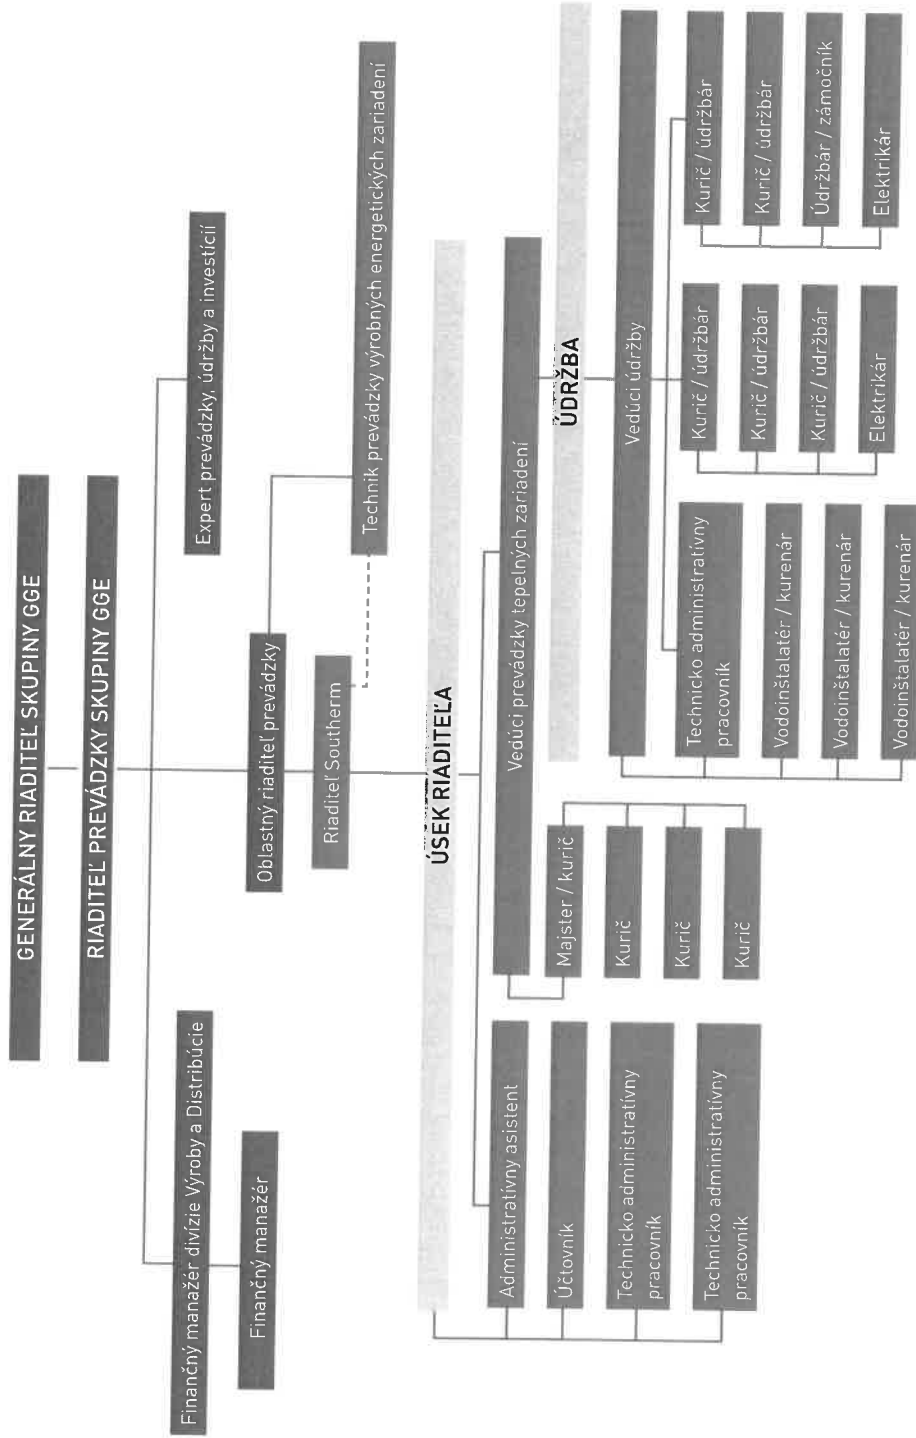 GENERÁLNY RIADITEĽ SKUPINY GGE
RIADITEĽ PREVÁDZKY SKUPINY GGE
Finančný manažér divízie Výroby a Distribúcie
Expert prevádzky, údržby a investícií
Finančný manažér
Oblastný riaditeľ prevádzky
Riaditeľ Southerm
Technik prevádzky výrobných energetických zariadení
ÚSEK RIADITEĽA
Administratívny asistent
Účtovník
Technicko administratívny
pracovník
Technicko administratívny
pracovník
Vedúci prevádzky tepelných zariadení
Majster / kurič
Kurič
Kurič
Kurič
ÚDRŽBA
Vedúci údržby
Technicko administratívny
pracovník
Vodoinštalatér / kurenár
Vodoinštalatér / kurenár
Vodoinštalatér / kurenár
Kurič / údržbár
Kurič / údržbár
Kurič / údržbár
Elektrikár
Kurič / údržbár
Kurič / údržbár
Údržbár / zámočník
Elektrikár